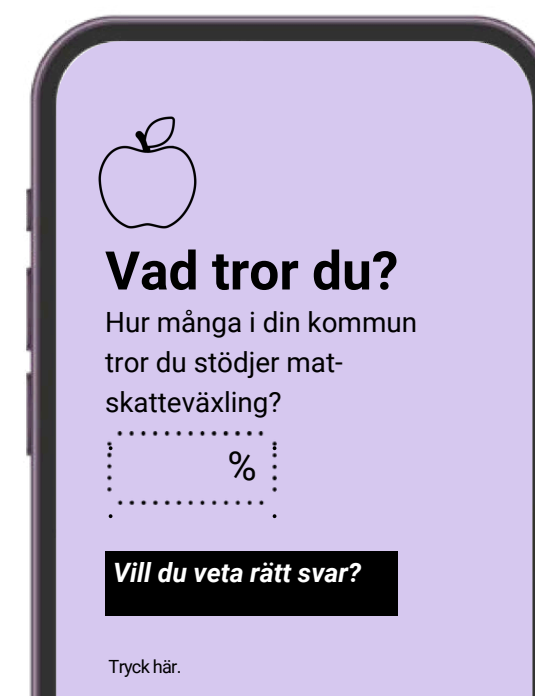 Vad tror du?
Hur många i din kommun
tror du stödjer mat-
skatteväxling?
%
Vill du veta rätt svar?
Tryck här.